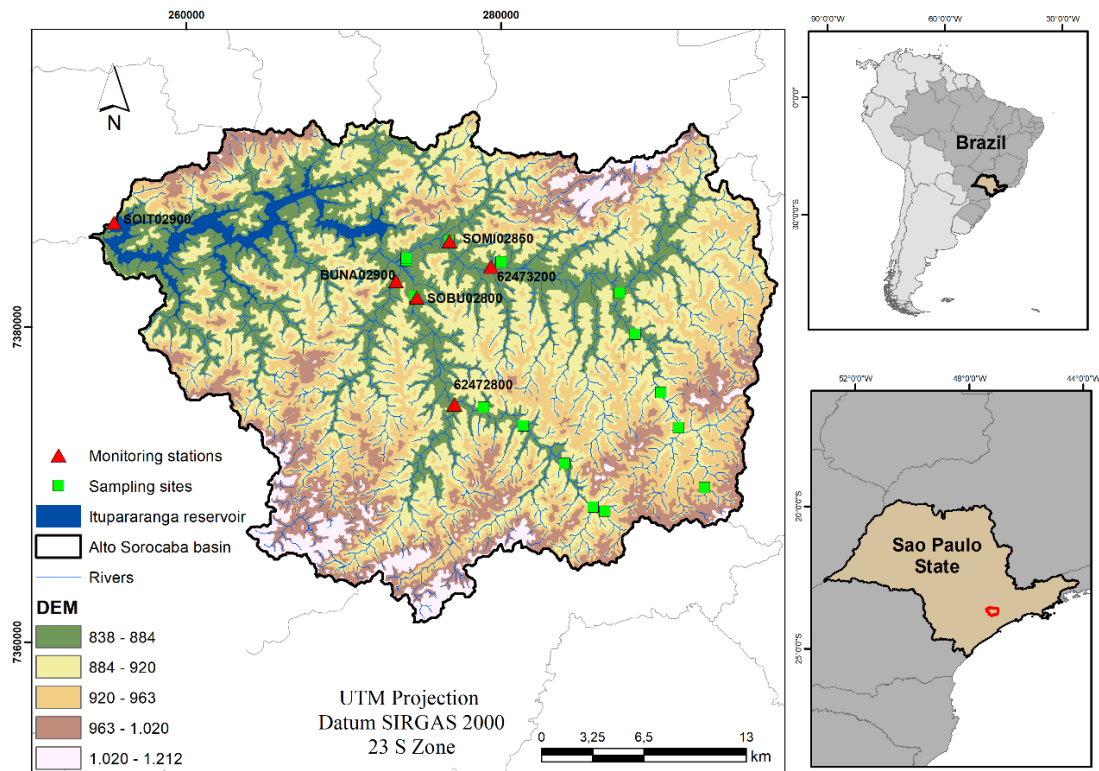 260000
280000
N
SOIT02900
SOMI02850
BUNA02900
62473200
SOBU02800
7380000
62472800
Monitoring stations
Sampling sites
Itupararanga reservoir
Alto Sorocaba basin
Rivers
DEM
838 - 884
884 - 920
920 - 963
963 - 1.020
1.020 - 1.212
7360000
UTM Projection
Datum SIRGAS 2000
23 S Zone
0 3,25 6,5 13
km
90°0'0"W 60°0'0"W 30°0'0"W
0°0'0"
30°0'0"S
Brazil
52°0'0"W 48°0'0"W 44°0'0"W
20°0'0"S
25°0'0"S
Sao Paulo
State